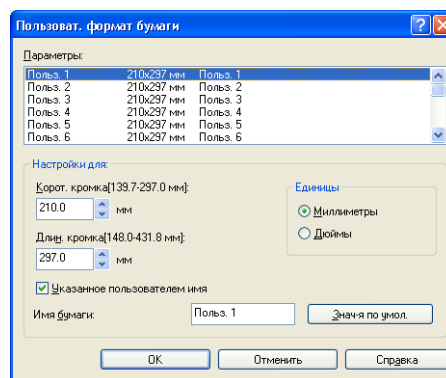 Пользоват. формат бумаги
Параметры:
Польз. 1 210x297 мм Польз. 1
Польз. 2 210x297 мм Польз. 2
Польз. 3 210x297 мм Польз. 3
Польз. 4 210x297 мм Польз. 4
Польз. 5 210x297 мм Польз. 5
Польз. 6 210x297 мм Польз. 6
Настройки для:
Корот. кромка[139.7-297.0 мм]:
210.0 мм
Единицы
Миллиметры
Дюймы
Длин. кромка[148.0-431.8 мм]:
297.0 мм
Указанное пользователем имя
Имя бумаги: Польз. 1 Знач-я по умол.
OK Отменить Справка